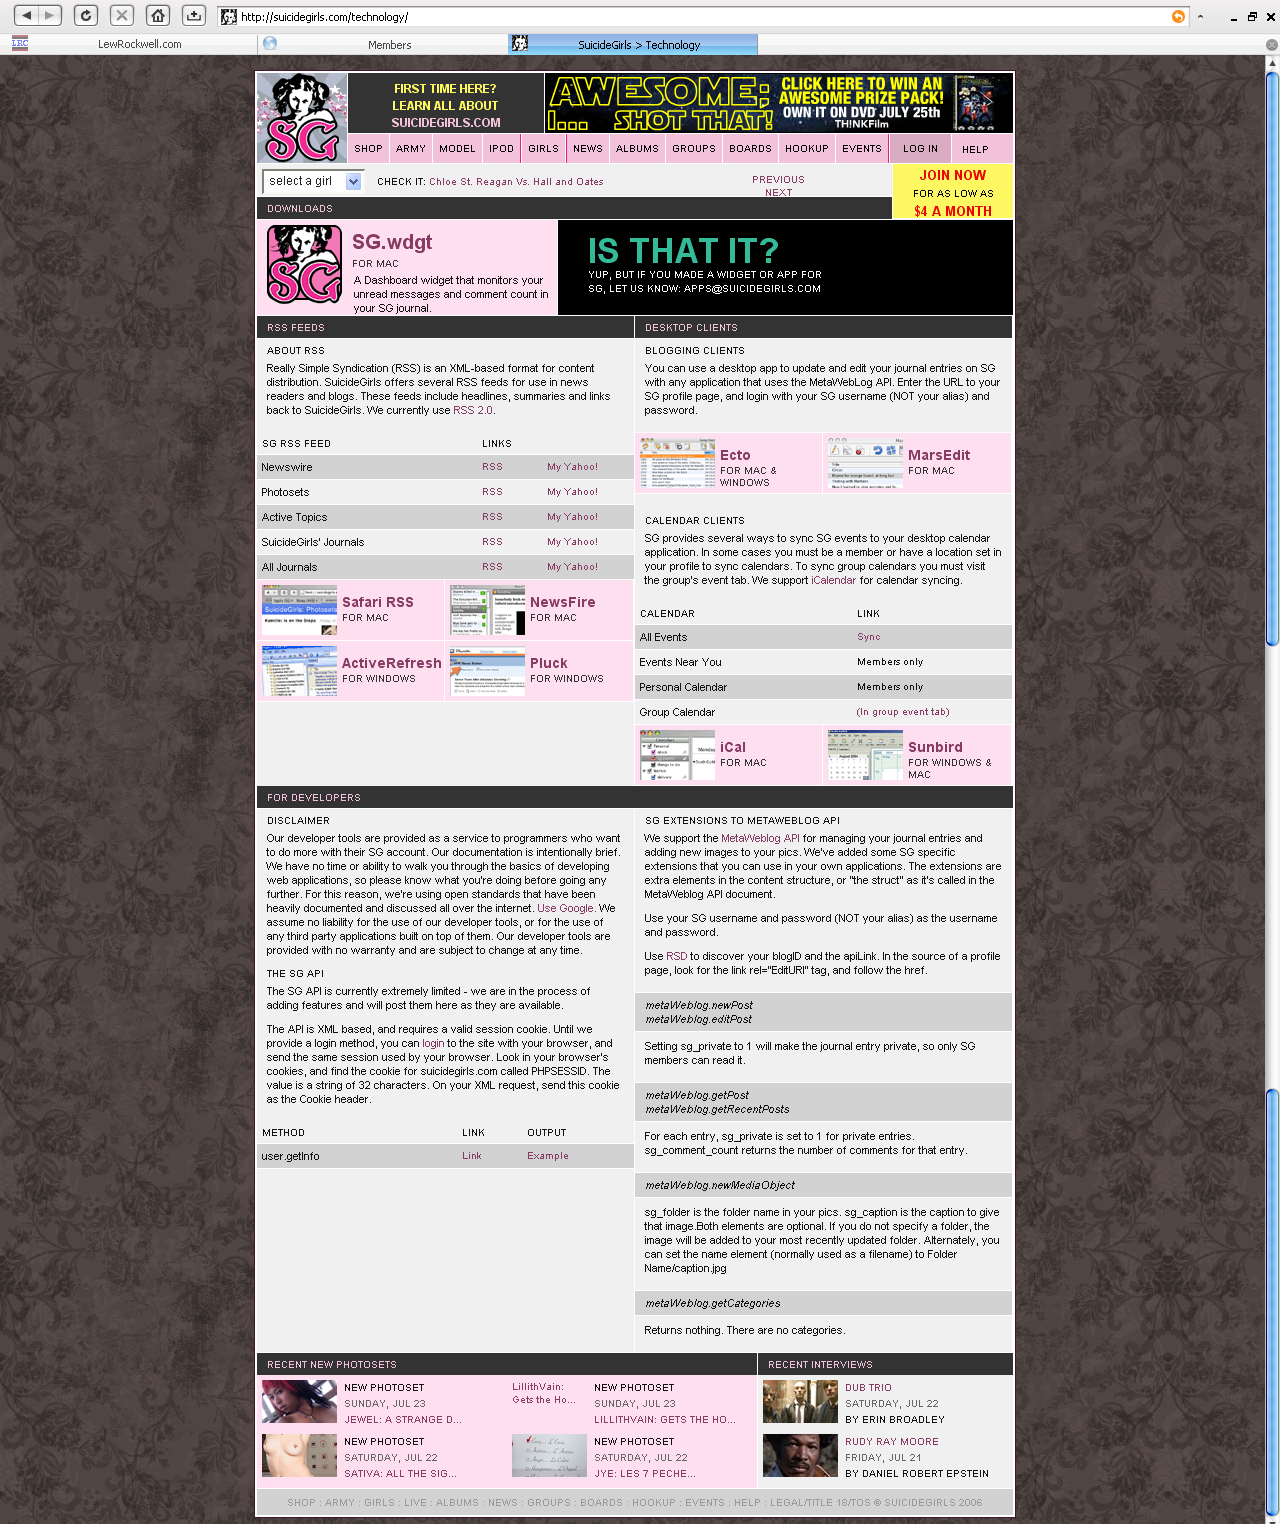 http://suicidegirls.com/technology/
LRC
LewRockwell.com
Members
SuicideGirls > Technology
SG
FIRST TIME HERE?
LEARN ALL ABOUT
SUICIDEGIRLS.COM
AWESOME;
I... SHOT THAT!
CLICK HERE TO WIN AN
AWESOME PRIZE PACK!
OWN IT ON DVD JULY 25th
TH!NKFilm
SHOP ARMY MODEL IPOD GIRLS NEWS ALBUMS GROUPS BOARDS HOOKUP EVENTS LOG IN HELP
select a girl
CHECK IT: Chloe St. Reagan Vs. Hall and Oates
PREVIOUS
NEXT
JOIN NOW
FOR AS LOW AS
$4 A MONTH
DOWNLOADS
SG
SG.wdgt
FOR MAC
A Dashboard widget that monitors your
unread messages and comment count in
your SG journal.
IS THAT IT?
YUP, BUT IF YOU MADE A WIDGET OR APP FOR
SG, LET US KNOW: APPS@SUICIDEGIRLS.COM
RSS FEEDS
ABOUT RSS
Really Simple Syndication (RSS) is an XML-based format for content
distribution. SuicideGirls offers several RSS feeds for use in news
readers and blogs. These feeds include headlines, summaries and links
back to SuicideGirls. We currently use RSS 2.0.
SG RSS FEED LINKS
Newswire RSS My Yahoo!
Photosets RSS My Yahoo!
Active Topics RSS My Yahoo!
SuicideGirls' Journals RSS My Yahoo!
All Journals RSS My Yahoo!
SuicideGirls: Photosets
Safari RSS
FOR MAC
NewsFire
FOR MAC
ActiveRefresh
FOR WINDOWS
Pluck
Pluck
FOR WINDOWS
DESKTOP CLIENTS
BLOGGING CLIENTS
You can use a desktop app to update and edit your journal entries on SG
with any application that uses the MetaWebLog API. Enter the URL to your
SG profile page, and login with your SG username (NOT your alias) and
password.
Ecto
FOR MAC &
WINDOWS
MarsEdit
FOR MAC
CALENDAR CLIENTS
SG provides several ways to sync SG events to your desktop calendar
application. In some cases you must be a member or have a location set in
your profile to sync calendars. To sync group calendars you must visit
the group's event tab. We support iCalendar for calendar syncing.
CALENDAR LINK
All Events Sync
Events Near You Members only
Personal Calendar Members only
Group Calendar (In group event tab)
iCal
FOR MAC
Sunbird
FOR WINDOWS &
MAC
FOR DEVELOPERS
DISCLAIMER
Our developer tools are provided as a service to programmers who want
to do more with their SG account. Our documentation is intentionally brief.
We have no time or ability to walk you through the basics of developing
web applications, so please know what you're doing before going any
further. For this reason, we're using open standards that have been
heavily documented and discussed all over the internet. Use Google. We
assume no liability for the use of our developer tools, or for the use of
any third party applications built on top of them. Our developer tools are
provided with no warranty and are subject to change at any time.
THE SG API
The SG API is currently extremely limited - we are in the process of
adding features and will post them here as they are available.
The API is XML based, and requires a valid session cookie. Until we
provide a login method, you can login to the site with your browser, and
send the same session used by your browser. Look in your browser's
cookies, and find the cookie for suicidegirls.com called PHPSESSID. The
value is a string of 32 characters. On your XML request, send this cookie
as the Cookie header.
METHOD LINK OUTPUT
user.getInfo Link Example
SG EXTENSIONS TO METAWEBLOG API
We support the MetaWeblog API for managing your journal entries and
adding new images to your pics. We've added some SG specific
extensions that you can use in your own applications. The extensions are
extra elements in the content structure, or "the struct" as it's called in the
MetaWeblog API document.
Use your SG username and password (NOT your alias) as the username
and password.
Use RSD to discover your blogID and the apiLink. In the source of a profile
page, look for the link rel="EditURI" tag, and follow the href.
metaWeblog.newPost
metaWeblog.editPost
Setting sg_private to 1 will make the journal entry private, so only SG
members can read it.
metaWeblog.getPost
metaWeblog.getRecentPosts
For each entry, sg_private is set to 1 for private entries.
sg_comment_count returns the number of comments for that entry.
metaWeblog.newMediaObject
sg_folder is the folder name in your pics. sg_caption is the caption to give
that image.Both elements are optional. If you do not specify a folder, the
image will be added to your most recently updated folder. Alternately, you
can set the name element (normally used as a filename) to Folder
Name/caption.jpg
metaWeblog.getCategories
Returns nothing. There are no categories.
RECENT NEW PHOTOSETS
NEW PHOTOSET
SUNDAY, JUL 23
JEWEL: A STRANGE D...
LillithVain:
Gets the Ho...
NEW PHOTOSET
SUNDAY, JUL 23
LILLITHVAIN: GETS THE HO...
NEW PHOTOSET
SATURDAY, JUL 22
SATIVA: ALL THE SIG...
NEW PHOTOSET
SATURDAY, JUL 22
JYE: LES 7 PECHE...
RECENT INTERVIEWS
DUB TRIO
SATURDAY, JUL 22
BY ERIN BROADLEY
RUDY RAY MOORE
FRIDAY, JUL 21
BY DANIEL ROBERT EPSTEIN
SHOP : ARMY : GIRLS : LIVE : ALBUMS : NEWS : GROUPS : BOARDS : HOOKUP : EVENTS : HELP : LEGAL/TITLE 18/TOS © SUICIDEGIRLS 2006